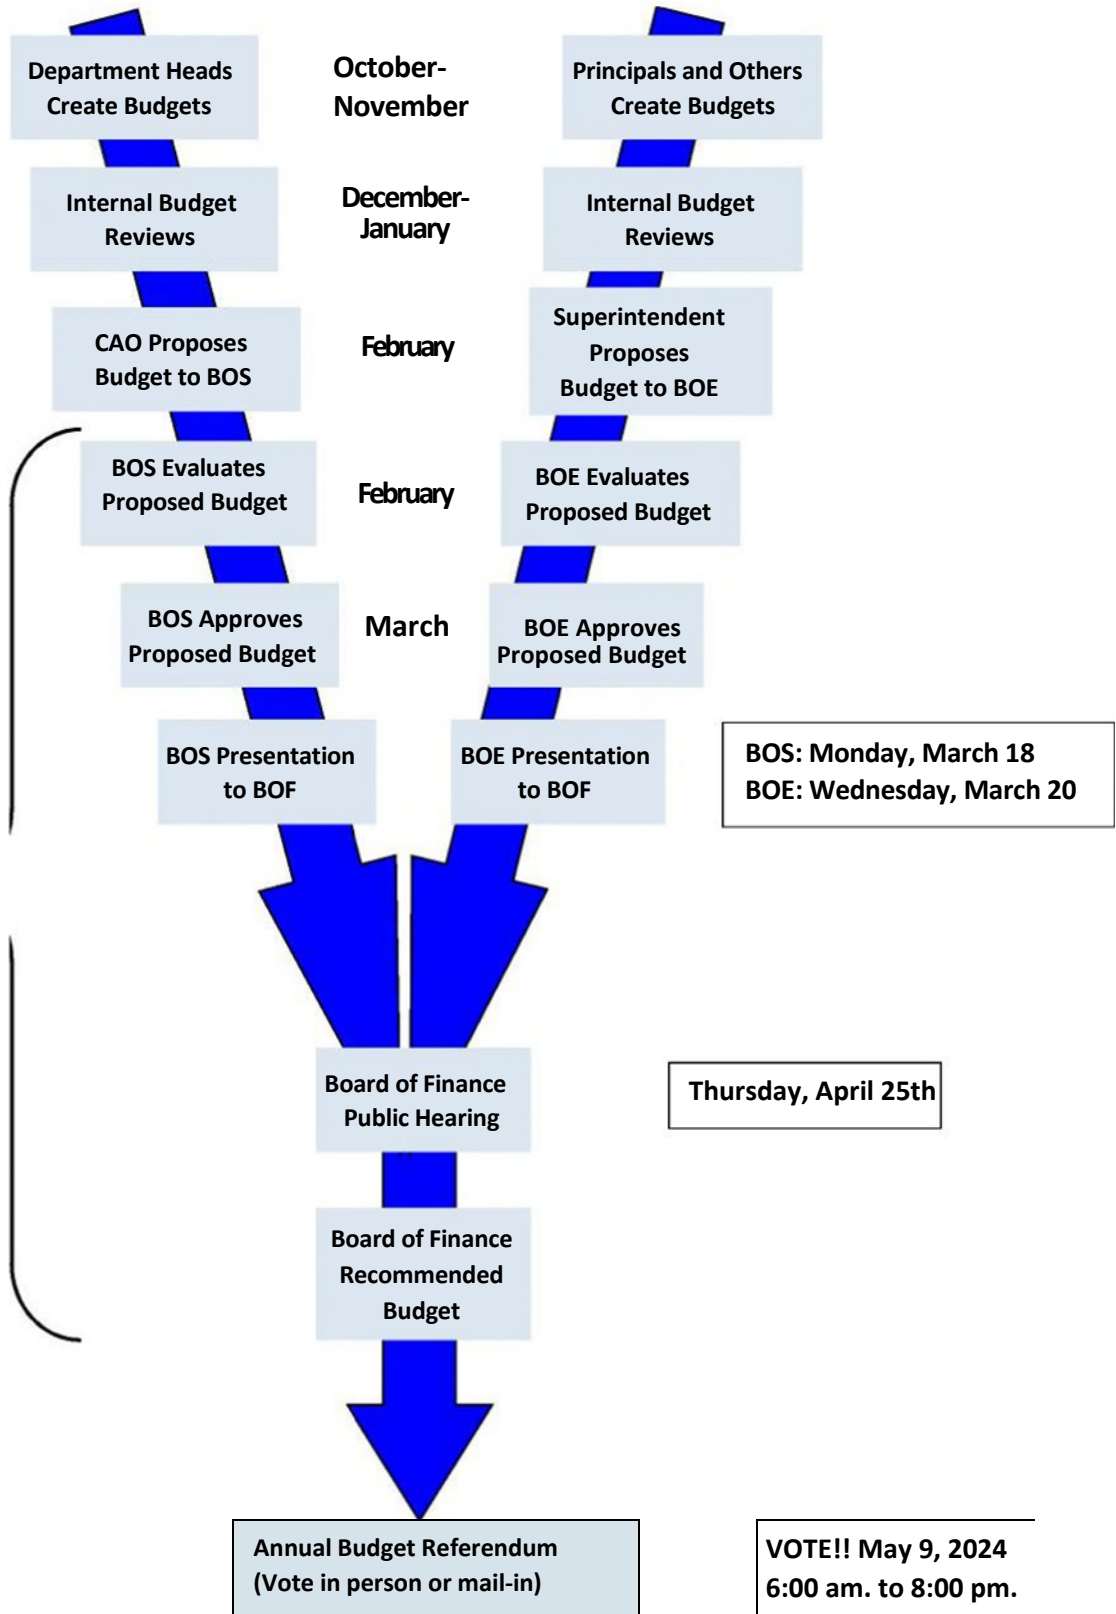 Department Heads
Create Budgets
October-
November
Principals and Others
Create Budgets
Internal Budget
Reviews
December-
January
Internal Budget
Reviews
CAO Proposes
Budget to BOS
February
Superintendent
Proposes
Budget to BOE
BOS Evaluates
Proposed Budget
February
BOE Evaluates
Proposed Budget
BOS Approves
Proposed Budget
March
BOE Approves
Proposed Budget
BOS Presentation
to BOF
BOE Presentation
to BOF
BOS: Monday, March 18
BOE: Wednesday, March 20
Board of Finance
Public Hearing
Thursday, April 25th
Board of Finance
Recommended
Budget
Annual Budget Referendum
(Vote in person or mail-in)
VOTE!! May 9, 2024
6:00 am. to 8:00 pm.